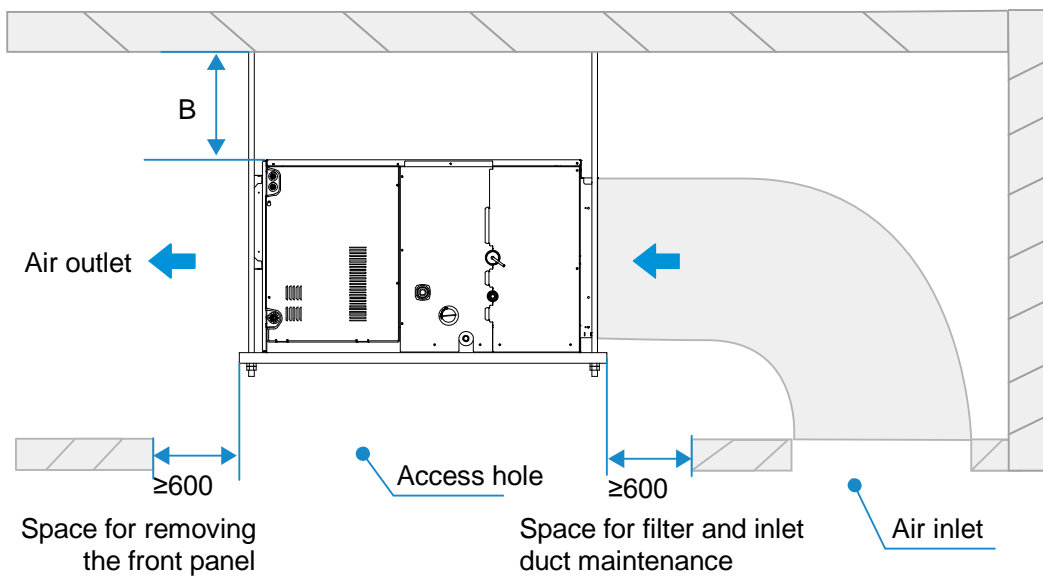 B
Air outlet
≥600
Access hole
≥600
Space for removing
the front panel
Space for filter and inlet
duct maintenance
Air inlet